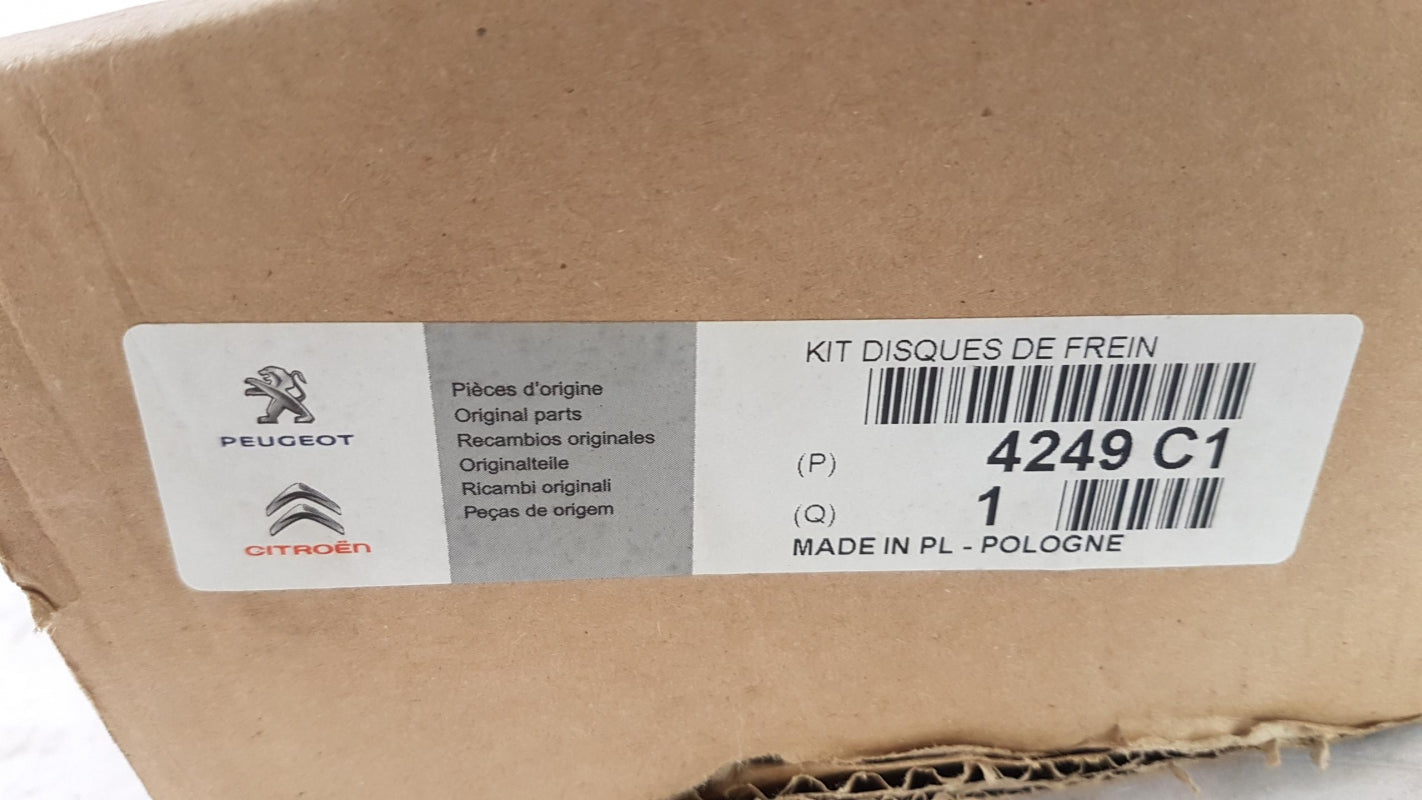 PEUGEOT
CITROËN
Pièces d'origine
Original parts
Recambios originales
Originalteile
Ricambi originali
Peças de origem
KIT DISQUES DE FREIN
(P) 4249 C1
(Q) 1
MADE IN PL - POLOGNE